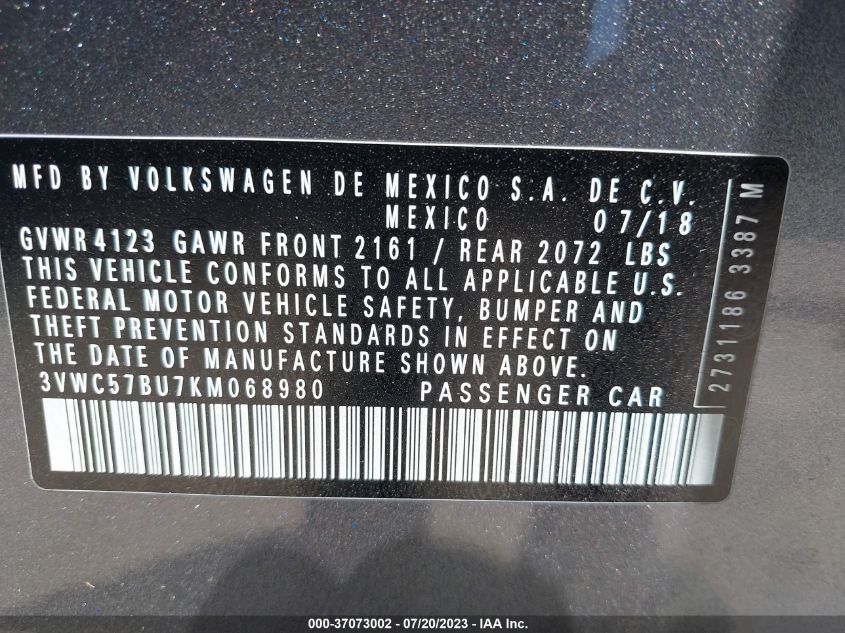 MFD BY VOLKSWAGEN DE MEXICO S.A. DE C.V.
MEXICO 07/18
GVWR 4123 GAWR FRONT 2161 / REAR 2072 LBS
THIS VEHICLE CONFORMS TO ALL APPLICABLE U.S.
FEDERAL MOTOR VEHICLE SAFETY, BUMPER AND
THEFT PREVENTION STANDARDS IN EFFECT ON
THE DATE OF MANUFACTURE SHOWN ABOVE.
3VWC57BU7KM068980 PASSENGER CAR
2731186 3387 M
000-37073002 / 07/20/2023 - IAA Inc.